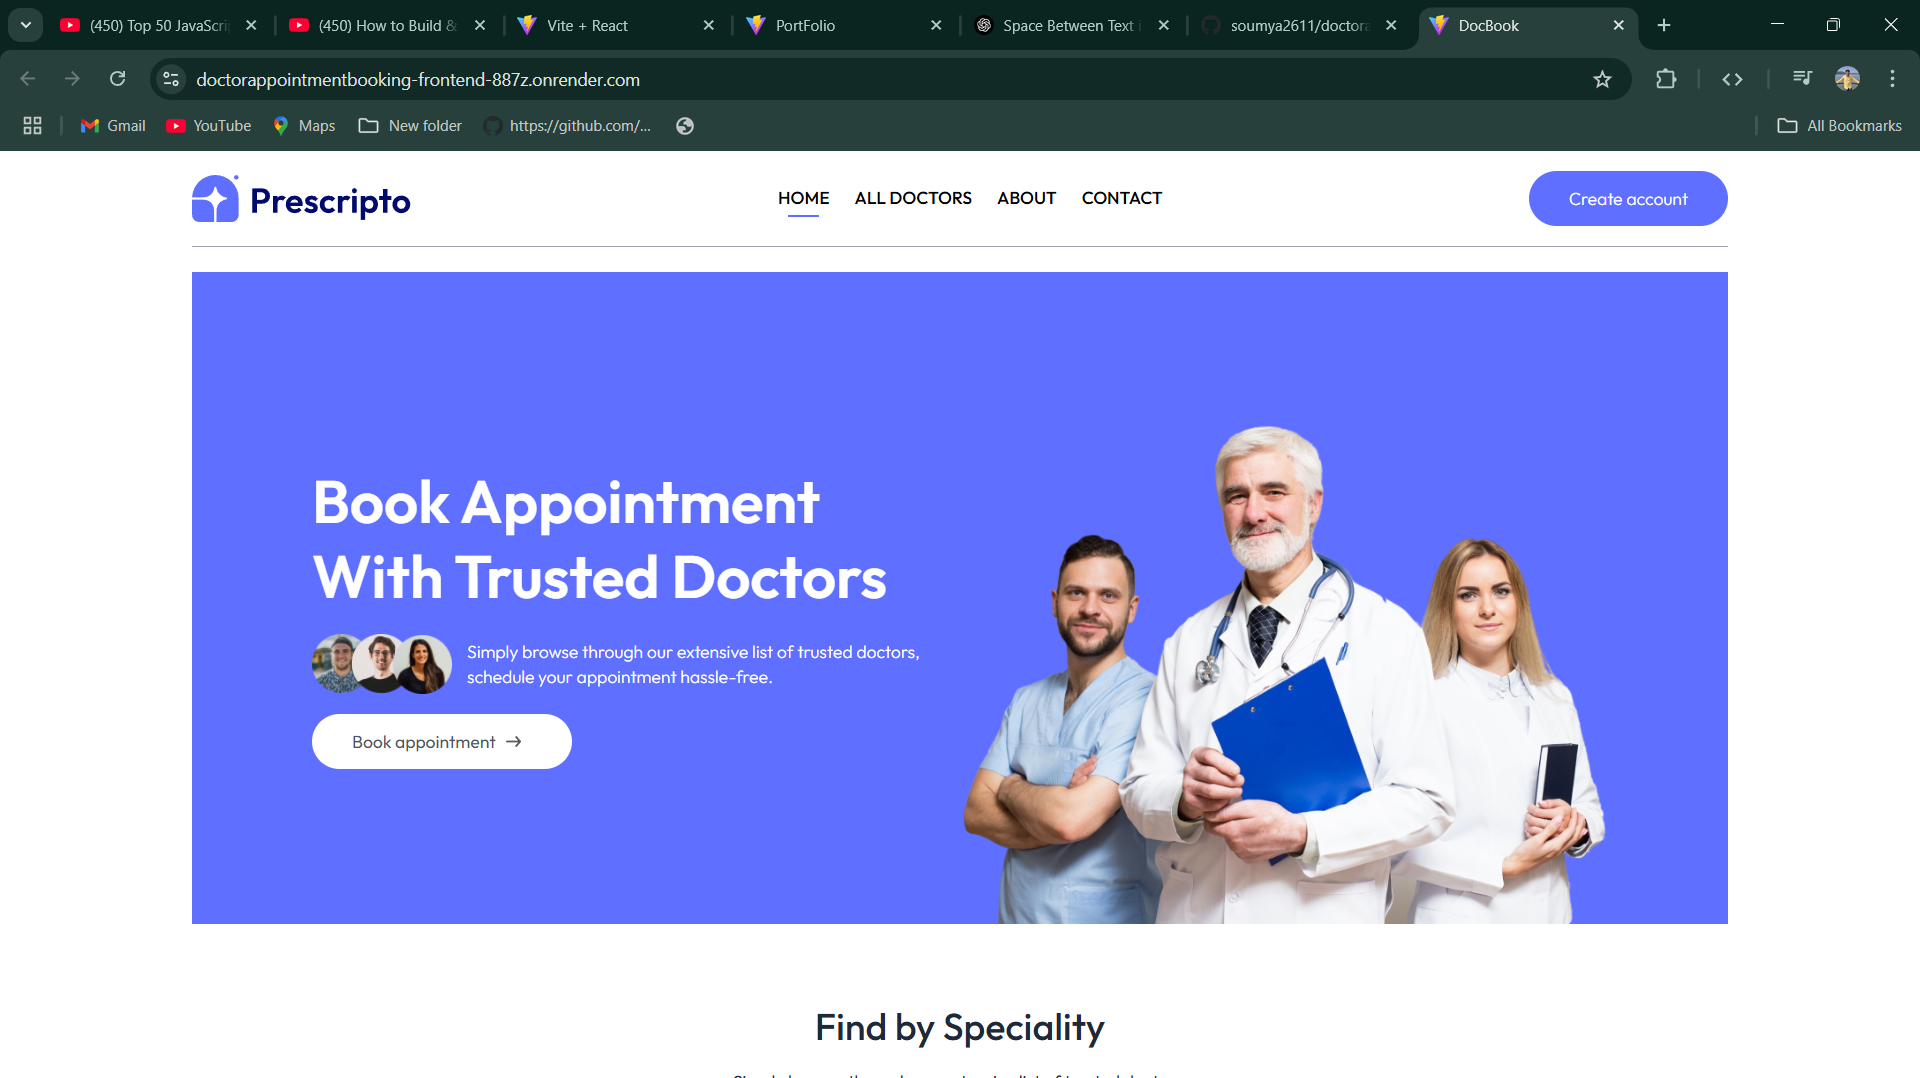 (450) Top 50 JavaScri
(450) How to Build &
Vite + React
PortFolio
Space Between Text i
soumya2611/doctora
DocBook
doctorappointmentbooking-frontend-887z.onrender.com
Gmail
YouTube
Maps
New folder
https://github.com/...
All Bookmarks
Prescripto
HOME
ALL DOCTORS
ABOUT
CONTACT
Create account
Book Appointment
With Trusted Doctors
Simply browse through our extensive list of trusted doctors,
schedule your appointment hassle-free.
Book appointment →
Find by Speciality